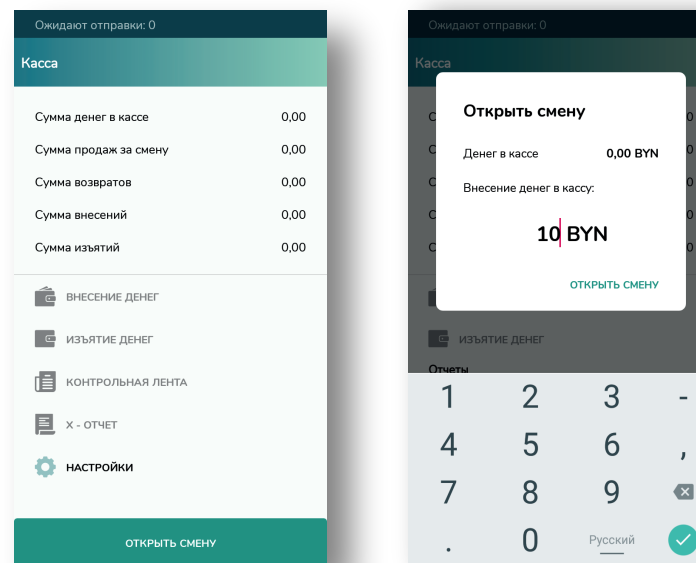 Ожидают отправки: 0
Касса
Сумма денег в кассе 0,00
Сумма продаж за смену 0,00
Сумма возвратов 0,00
Сумма внесений 0,00
Сумма изъятий 0,00
ВНЕСЕНИЕ ДЕНЕГ
ИЗЪЯТИЕ ДЕНЕГ
КОНТРОЛЬНАЯ ЛЕНТА
X - ОТЧЕТ
НАСТРОЙКИ
ОТКРЫТЬ СМЕНУ
Ожидают отправки: 0
Касса
Открыть смену
Денег в кассе 0,00 BYN
Внесение денег в кассу:
10 BYN
ОТКРЫТЬ СМЕНУ
ИЗЪЯТИЕ ДЕНЕГ
Отчеты
1 2 3 -
4 5 6 ,
7 8 9
. 0 Русский